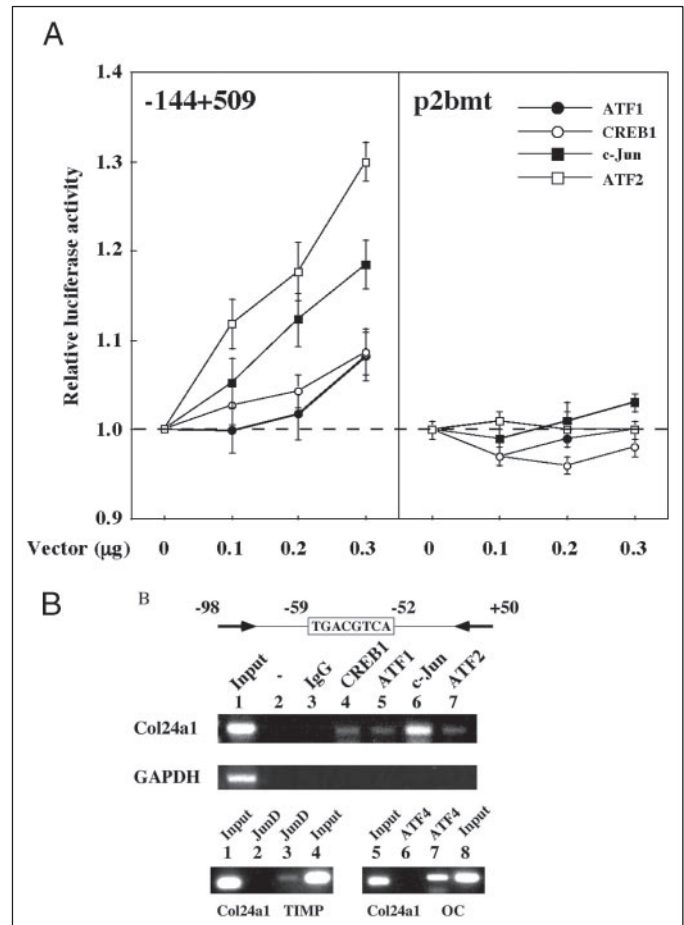 A
Relative luciferase activity
1.4
1.3
1.2
1.1
1.0
0.9
-144+509
p2bmt
ATF1
CREB1
c-Jun
ATF2
Vector (µg) 0 0.1 0.2 0.3 0 0.1 0.2 0.3
B
B
-98 -59 -52 +50
TGACGTCA
Input - IgG CREB1 ATF1 c-Jun ATF2
1 2 3 4 5 6 7
Col24a1
GAPDH
Input JunD JunD Input Input ATF4 ATF4 Input
1 2 3 4 5 6 7 8
Col24a1 TIMP Col24a1 OC